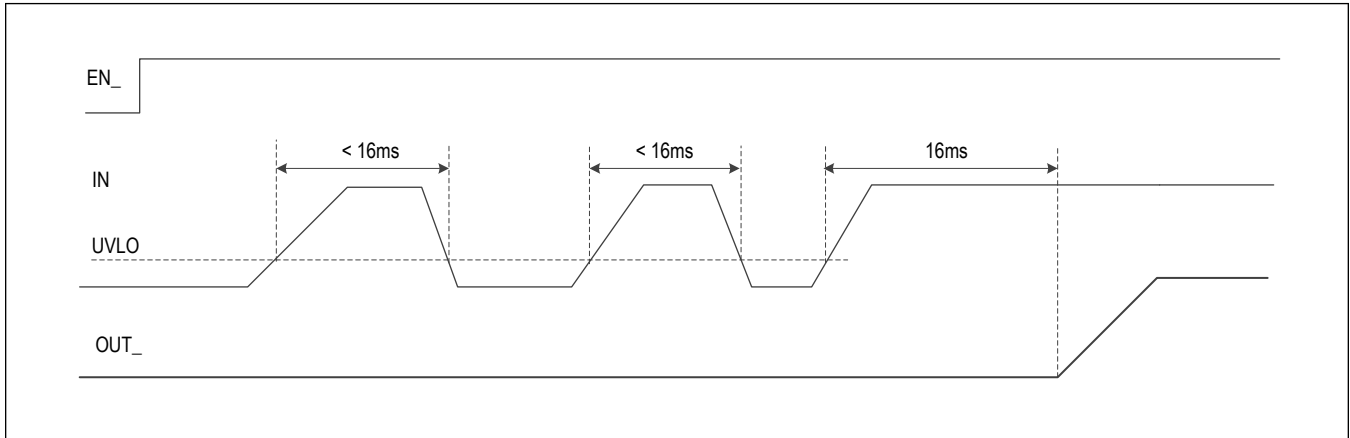 EN_
< 16ms
< 16ms
16ms
IN
UVLO
OUT_